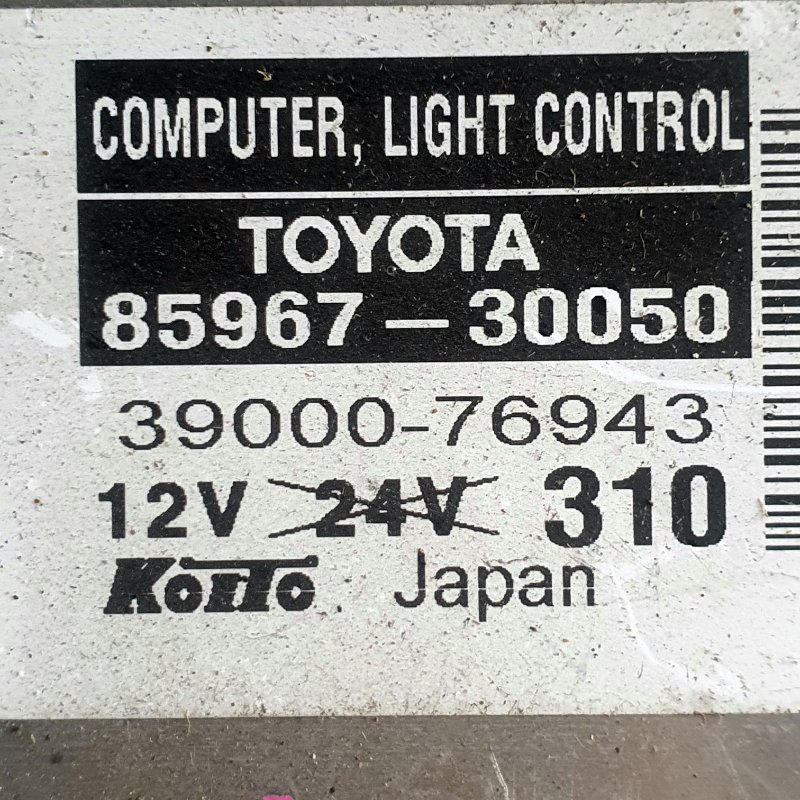 COMPUTER, LIGHT CONTROL
TOYOTA
85967-30050
39000-76943
12V 24V 310
KOITO Japan